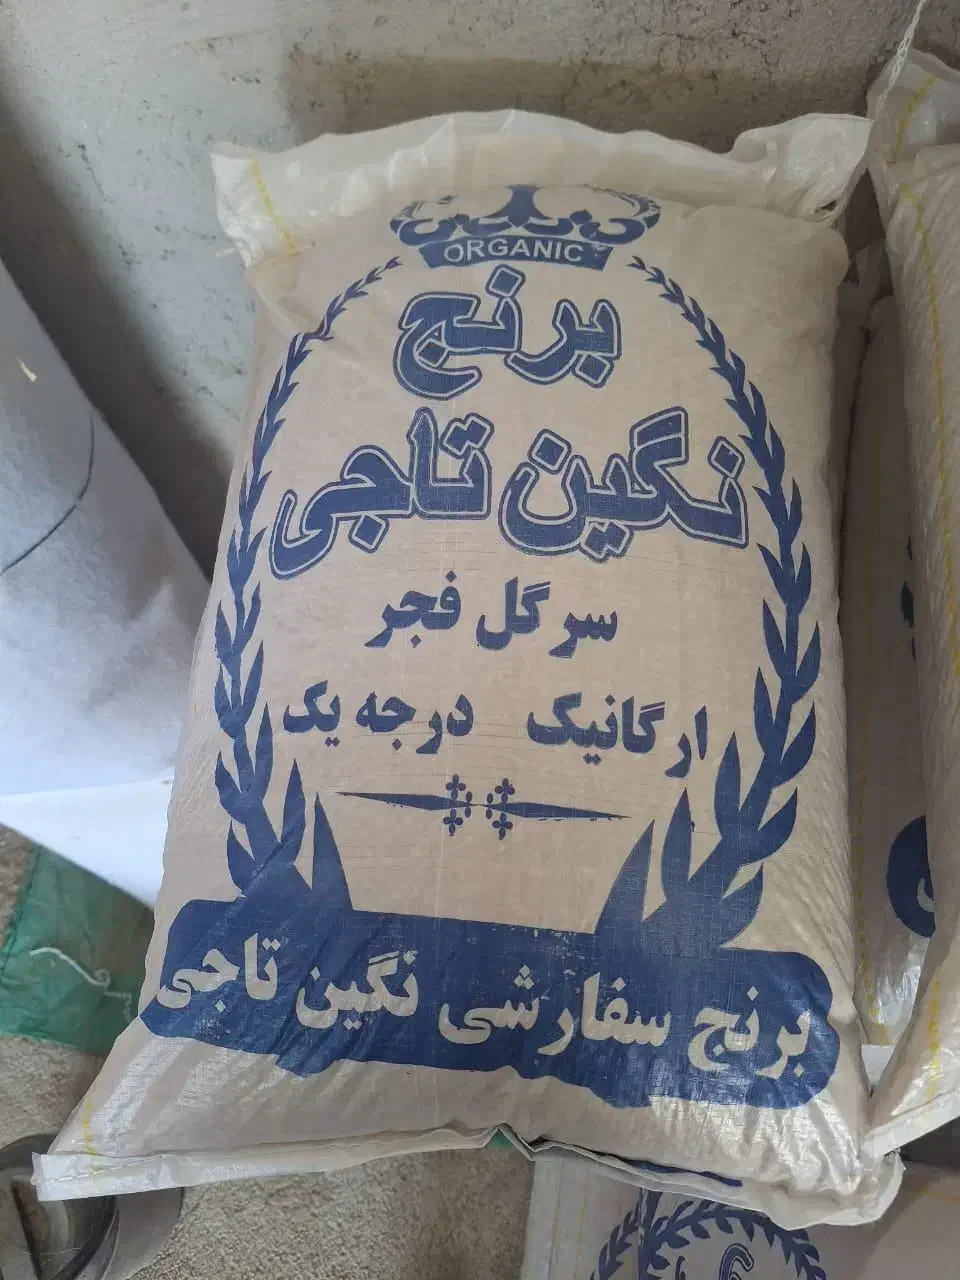 ORGANIC
برنج
نگین تاجی
سرگل فجر
ارگانیک درجه یک
برنج سفارشی نگین تاجی